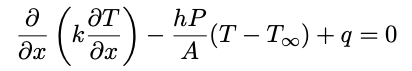 ∂/∂x (k ∂T/∂x) − hP/A (T − T∞) + q = 0